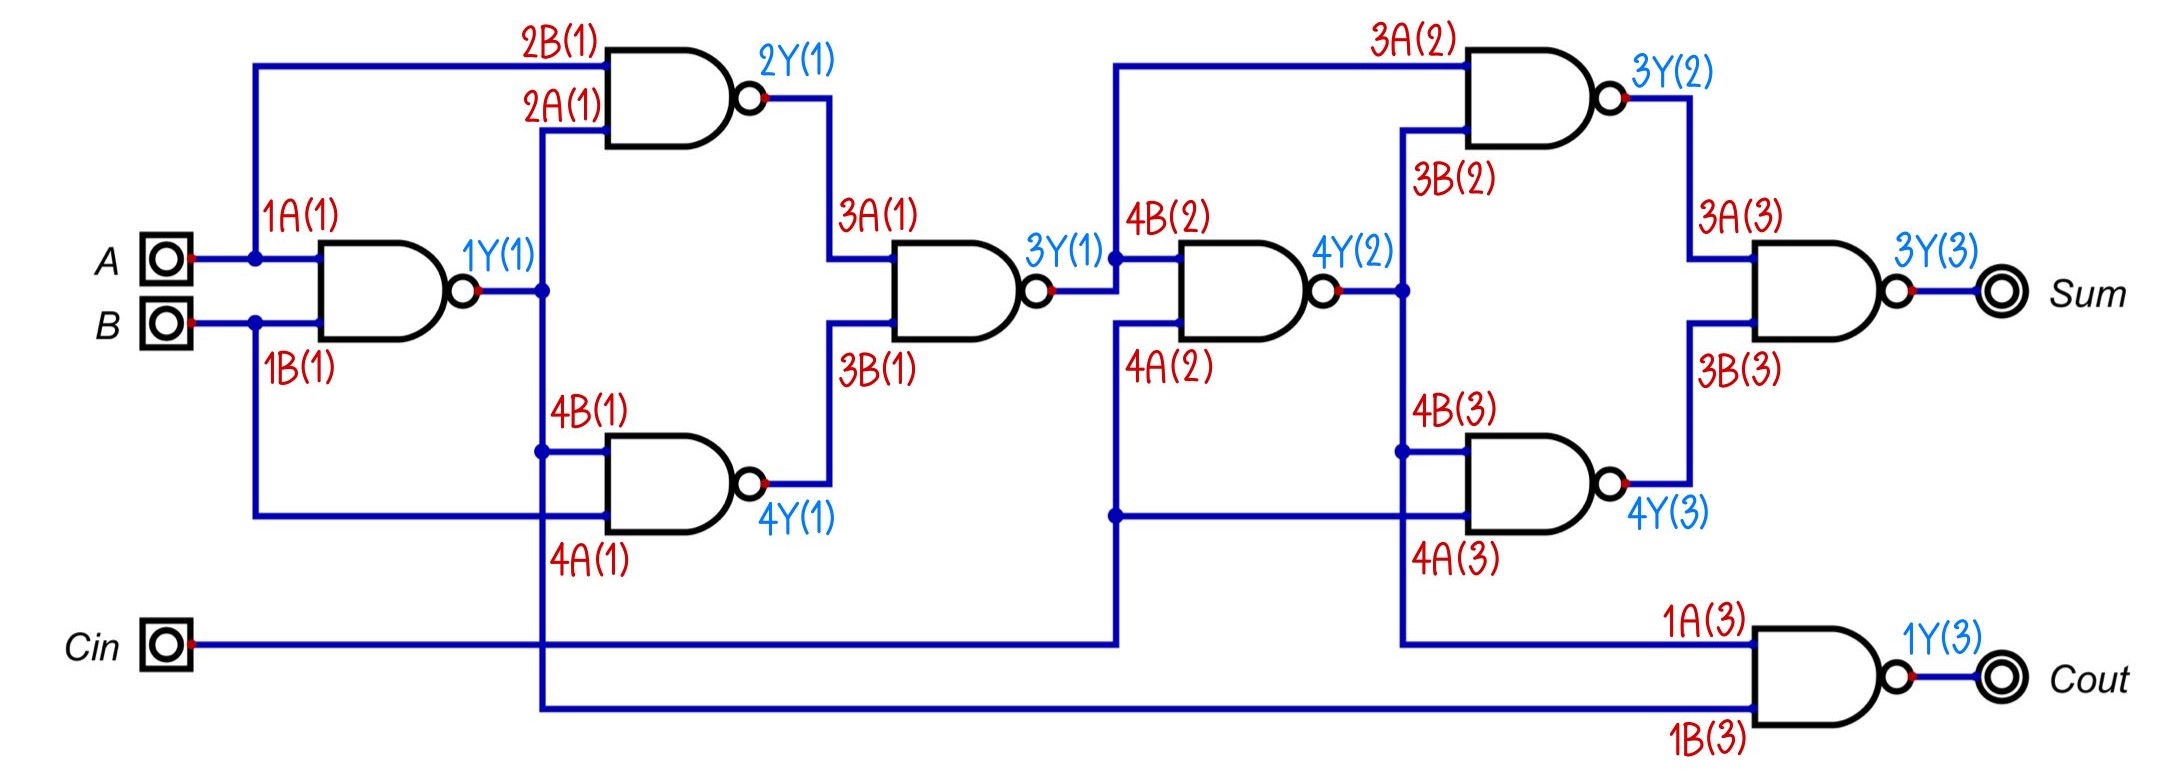 2B(1)
2Y(1)
2A(1)
3A(2)
3Y(2)
3B(2)
1A(1)
A
1Y(1)
B
1B(1)
3A(1)
3Y(1)
3B(1)
4B(2)
4Y(2)
4A(2)
3A(3)
3Y(3)
Sum
3B(3)
4B(1)
4Y(1)
4A(1)
4B(3)
4Y(3)
4A(3)
Cin
1A(3)
1Y(3)
Cout
1B(3)